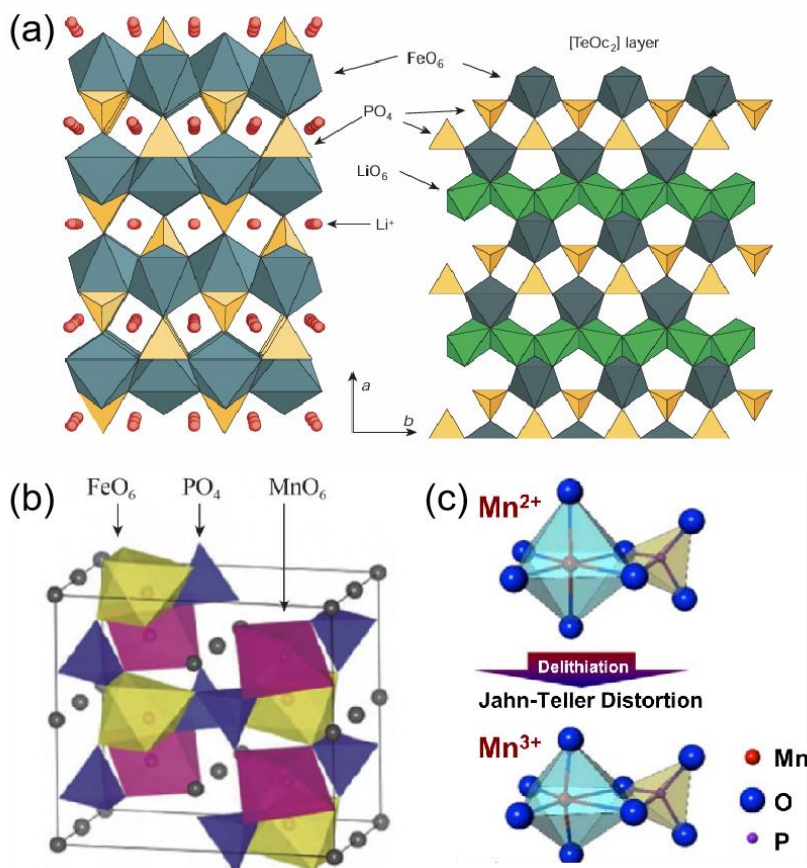 (a)
FeO₆
[TeOc₂] layer
PO₄
LiO₆
Li⁺
a
b
(b)
FeO₆ PO₄ MnO₆
(c)
Mn²⁺
Delithiation
Jahn-Teller Distortion
Mn³⁺
Mn
O
P